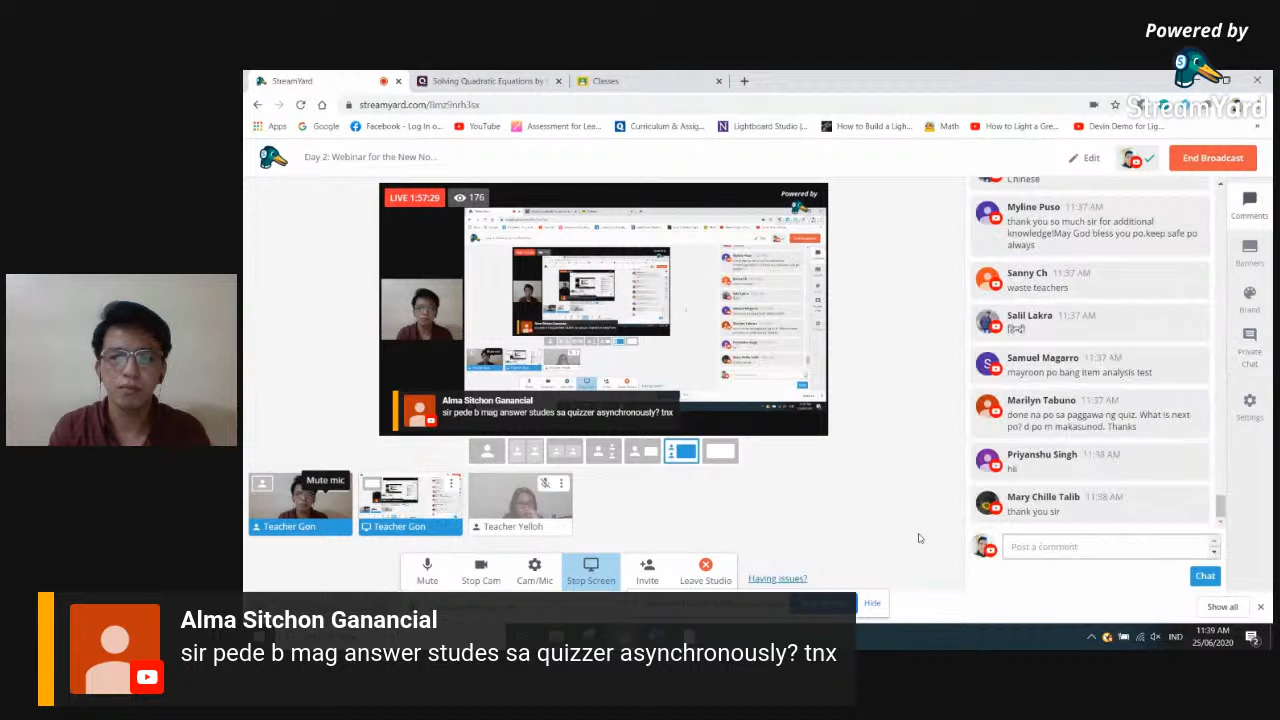 Powered by
StreamYard
StreamYard
Solving Quadratic Equations by
Classes
streamyard.com/8mz9nrh3sx
Apps
Google
Facebook - Log In o...
YouTube
Assessment for Lea...
Curriculum & Assig...
Lightboard Studio |...
How to Build a Ligh...
Math
How to Light a Gre...
Devin Demo for Lig...
»
Day 2: Webinar for the New No...
Edit
End Broadcast
LIVE 1:57:29
176
Powered by
Alma Sitchon Ganancial
sir pede b mag answer studes sa quizzer asynchronously? tnx
Mute mic
Teacher Gon
Teacher Gon
Teacher Yelloh
Mute
Stop Cam
Cam/Mic
Stop Screen
Invite
Leave Studio
Having issues?
Hide
Chinese
Myline Puso 11:37 AM
thank you so much sir for additional
knowledge!May God bless you po.keep safe po
always
Sanny Ch 11:37 AM
waste teachers
Salil Lakra 11:37 AM
हिन्दी
Samuel Magarro 11:37 AM
mayroon po bang item analysis test
Marilyn Tabuno 11:37 AM
done na po sa paggawa ng quiz. What is next
po? d po m makasunod. Thanks
Priyanshu Singh 11:38 AM
hii
Mary Chille Talib 11:38 AM
thank you sir
Post a comment
Chat
Comments
Banners
Brand
Private
Chat
Settings
Show all
IND
11:39 AM
25/06/2020
Alma Sitchon Ganancial
sir pede b mag answer studes sa quizzer asynchronously? tnx